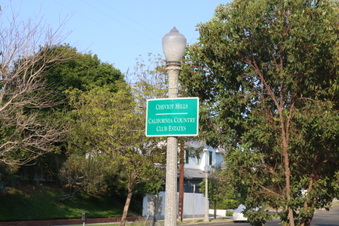 CHEVIOT HILLS
CALIFORNIA COUNTRY
CLUB ESTATES